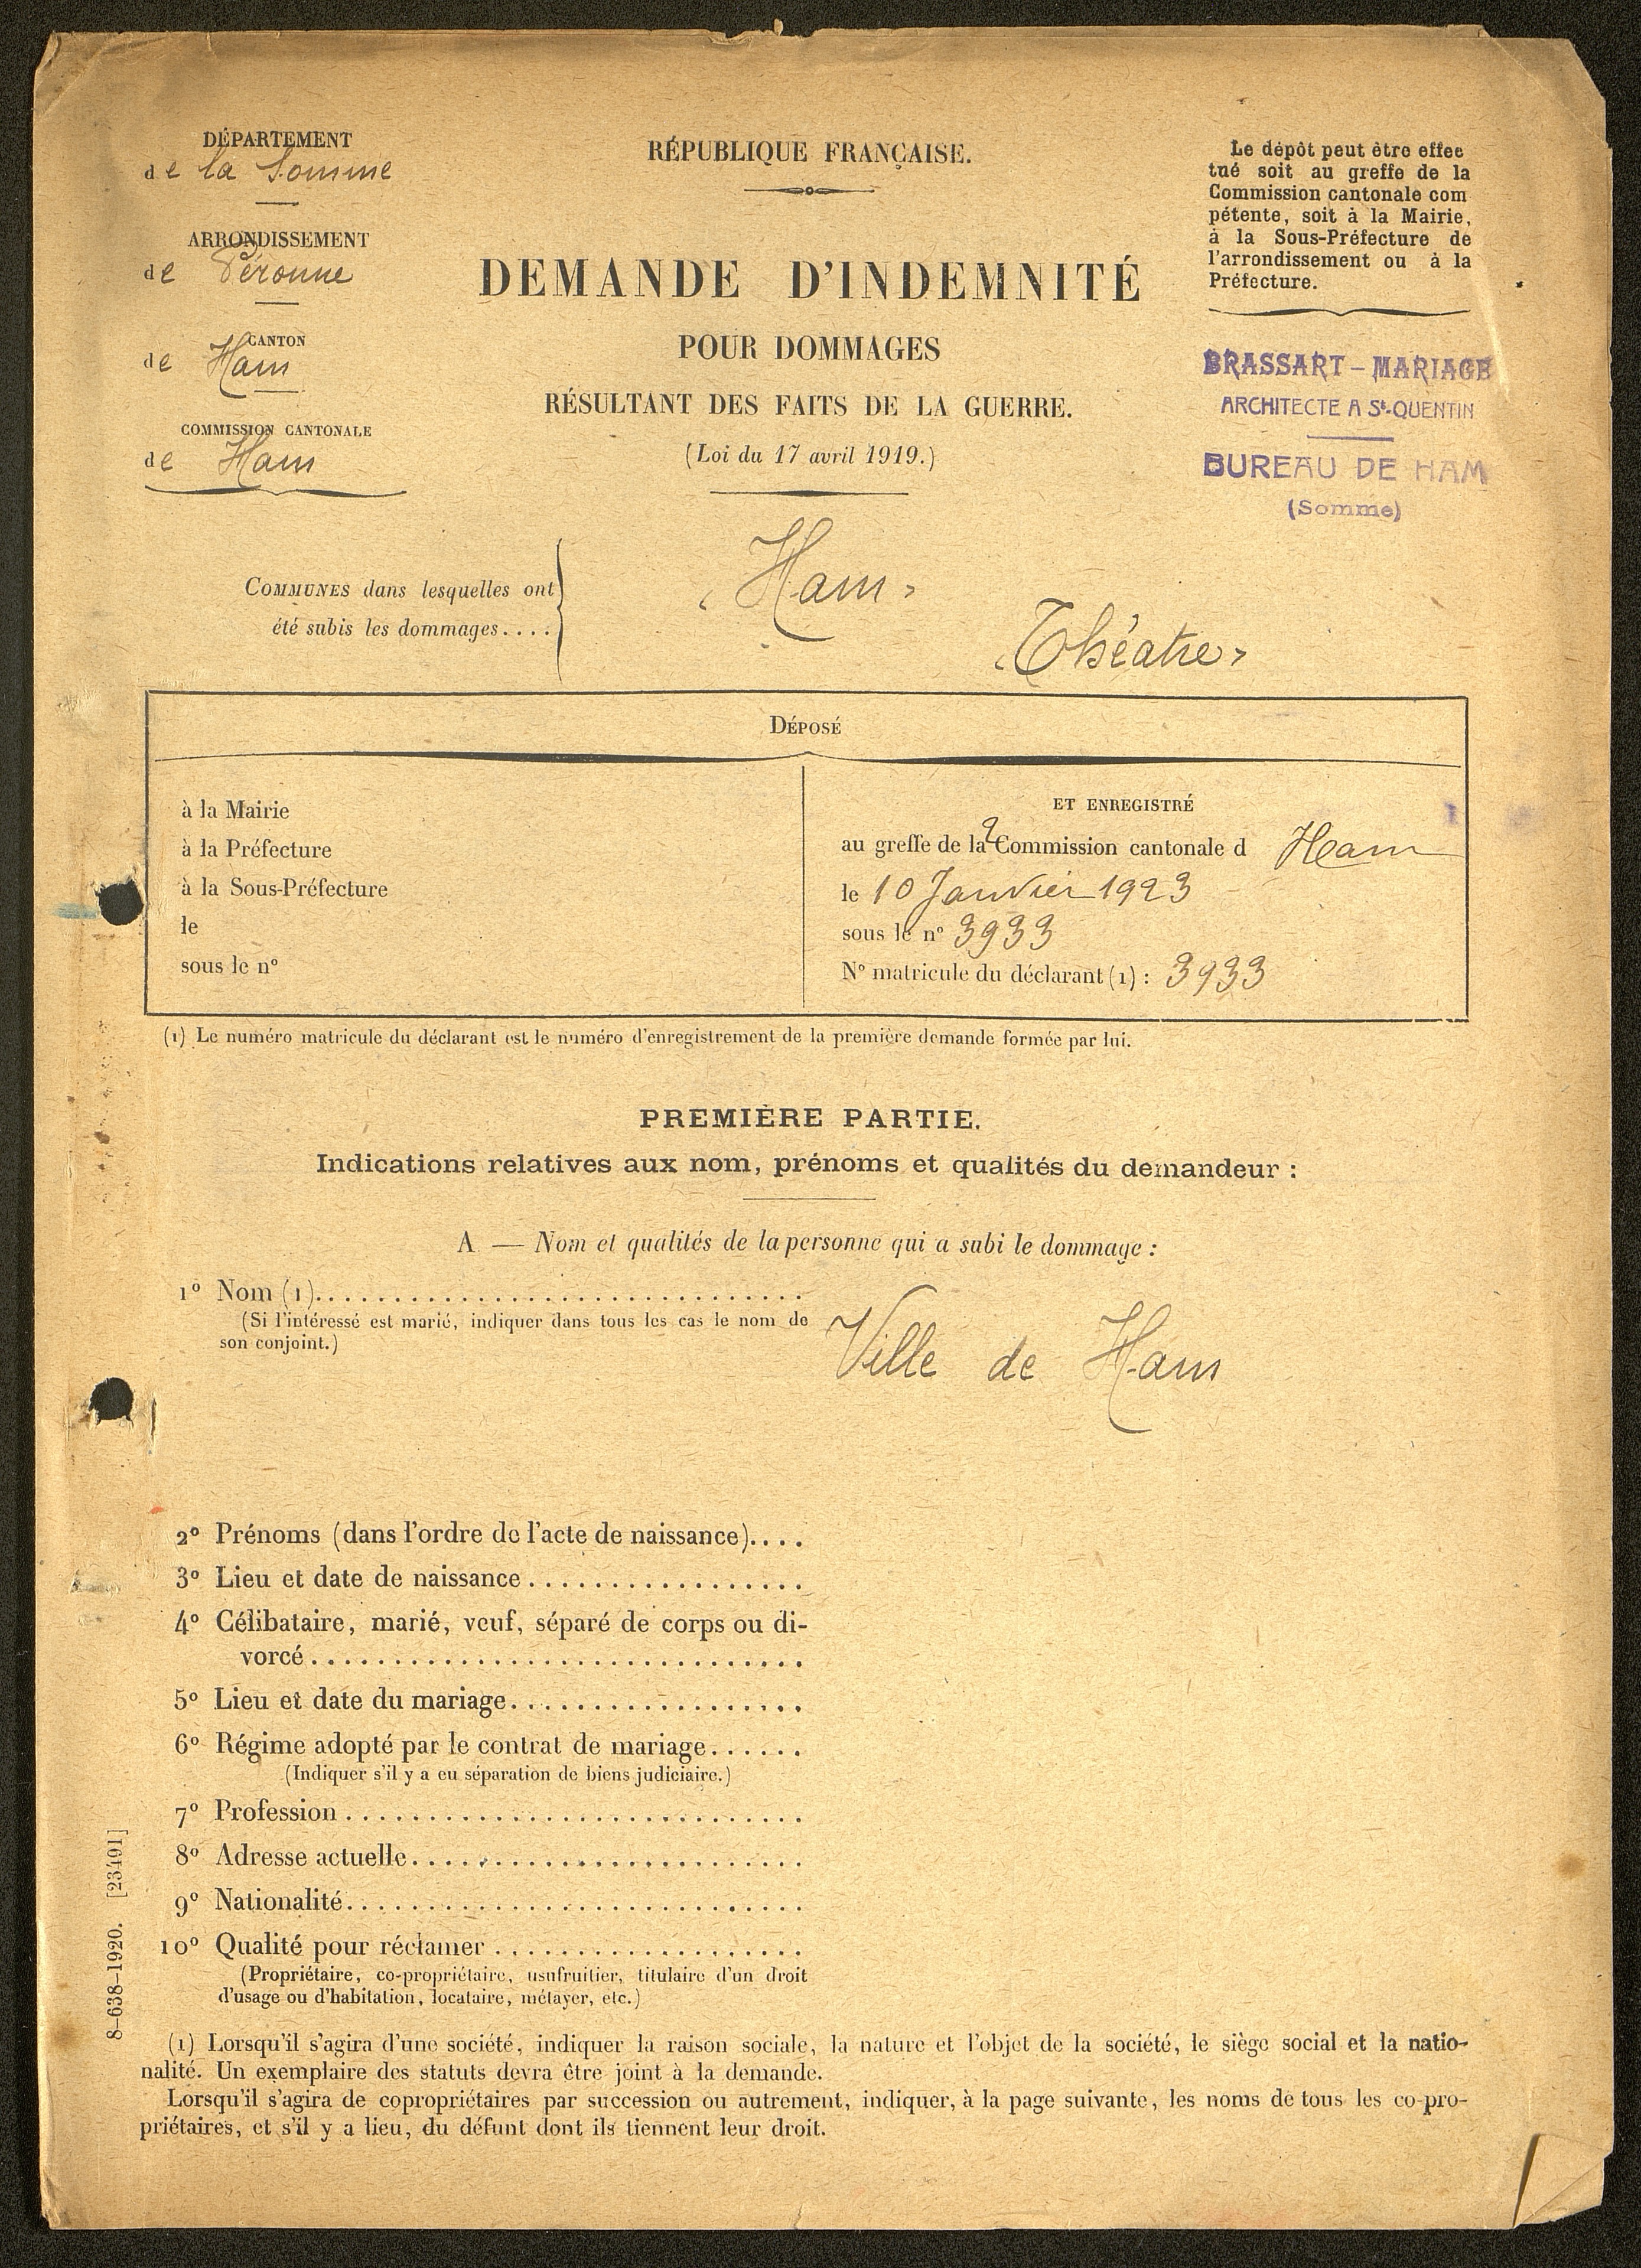 DÉPARTEMENT
de la Somme
ARRONDISSEMENT
de Péronne
CANTON
de Ham
COMMISSION CANTONALE
de Ham
RÉPUBLIQUE FRANÇAISE.
DEMANDE D'INDEMNITÉ
POUR DOMMAGES
RÉSULTANT DES FAITS DE LA GUERRE.
(Loi du 17 avril 1919.)
Le dépôt peut être effec
tué soit au greffe de la
Commission cantonale com
pétente, soit à la Mairie,
à la Sous-Préfecture de
l'arrondissement ou à la
Préfecture.
BRASSART-MARIAGE
ARCHITECTE A St-QUENTIN
BUREAU DE HAM
(Somme)
COMMUNES dans lesquelles ont
été subis les dommages....
« Ham »
« Théatre »
DÉPOSÉ
à la Mairie
à la Préfecture
à la Sous-Préfecture
le
sous le n°
ET ENREGISTRÉ
au greffe de la 2 Commission cantonale d Ham
le 10 Janvier 1923
sous le n° 3933
N° matricule du déclarant (1) : 3933
(1) Le numéro matricule du déclarant est le numéro d'enregistrement de la première demande formée par lui.
PREMIÈRE PARTIE.
Indications relatives aux nom, prénoms et qualités du demandeur :
A — Nom et qualités de la personne qui a subi le dommage :
1° Nom (1)..............................
(Si l'intéressé est marié, indiquer dans tous les cas le nom de
son conjoint.)
Ville de Ham
2° Prénoms (dans l'ordre de l'acte de naissance)....
3° Lieu et date de naissance.................
4° Célibataire, marié, veuf, séparé de corps ou di-
vorcé..............................
5° Lieu et date du mariage..................
6° Régime adopté par le contrat de mariage......
(Indiquer s'il y a eu séparation de biens judiciaire.)
7° Profession............................
8° Adresse actuelle........................
9° Nationalité............................
10° Qualité pour réclamer...................
(Propriétaire, co-propriétaire, usufruitier, titulaire d'un droit
d'usage ou d'habitation, locataire, métayer, etc.)
(1) Lorsqu'il s'agira d'une société, indiquer la raison sociale, la nature et l'objet de la société, le siège social et la natio-
nalité. Un exemplaire des statuts devra être joint à la demande.
Lorsqu'il s'agira de copropriétaires par succession ou autrement, indiquer, à la page suivante, les noms de tous les co-pro-
priétaires, et s'il y a lieu, du défunt dont ils tiennent leur droit.
8-638-1920. [23491]